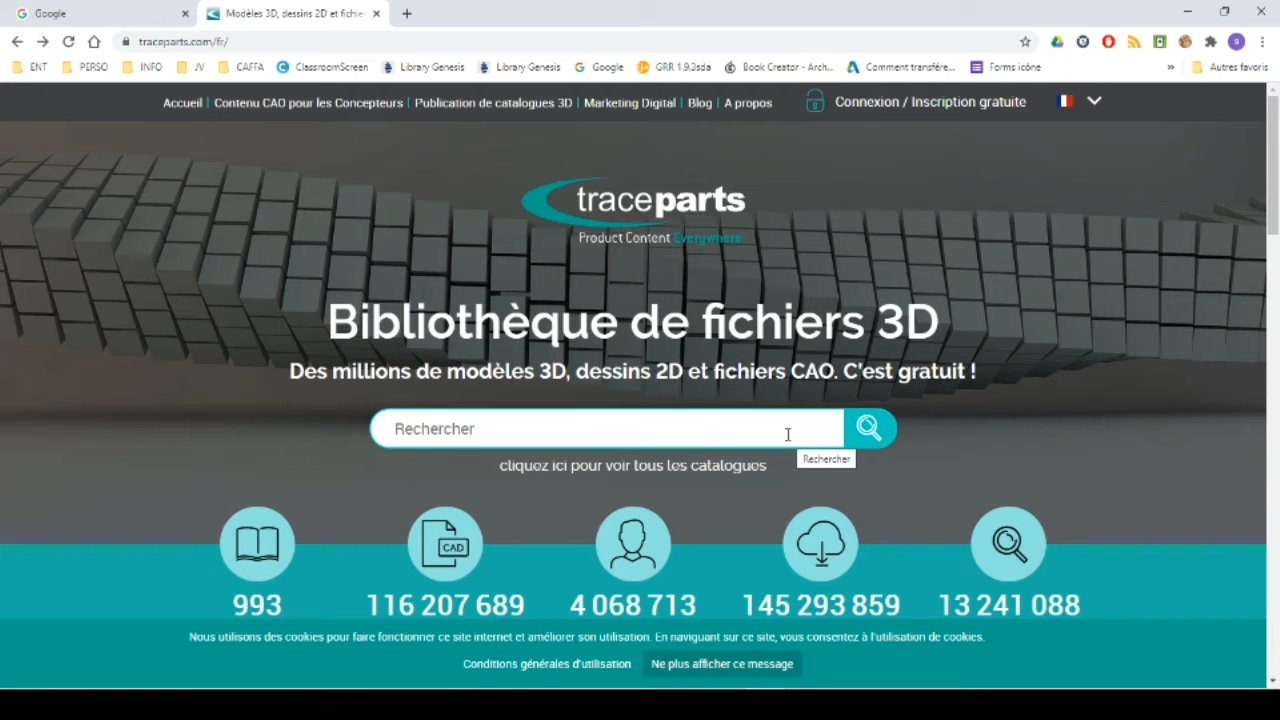 Google
Modèles 3D, dessins 2D et fichie
traceparts.com/fr/
ENT
PERSO
INFO
JV
CAFFA
ClassroomScreen
Library Genesis
Library Genesis
Google
GRR 1.9.3sda
Book Creator - Arch...
Comment transfére...
Forms icône
»
Autres favoris
Accueil | Contenu CAO pour les Concepteurs | Publication de catalogues 3D | Marketing Digital | Blog | A propos
Connexion / Inscription gratuite
traceparts
Product Content Everywhere
Bibliothèque de fichiers 3D
Des millions de modèles 3D, dessins 2D et fichiers CAO. C'est gratuit !
Rechercher
Rechercher
cliquez ici pour voir tous les catalogues
CAD
993
116 207 689
4 068 713
145 293 859
13 241 088
Nous utilisons des cookies pour faire fonctionner ce site internet et améliorer son utilisation. En naviguant sur ce site, vous consentez à l'utilisation de cookies.
Conditions générales d'utilisation
Ne plus afficher ce message